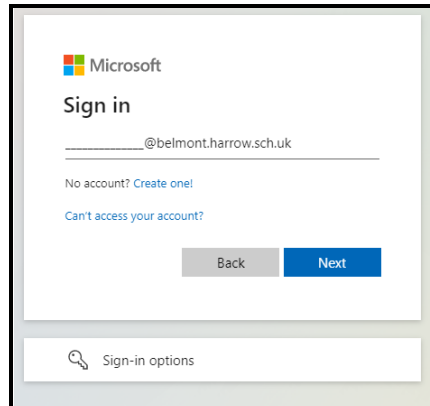 Microsoft
Sign in
______________@belmont.harrow.sch.uk
No account? Create one!
Can't access your account?
Back Next
Sign-in options